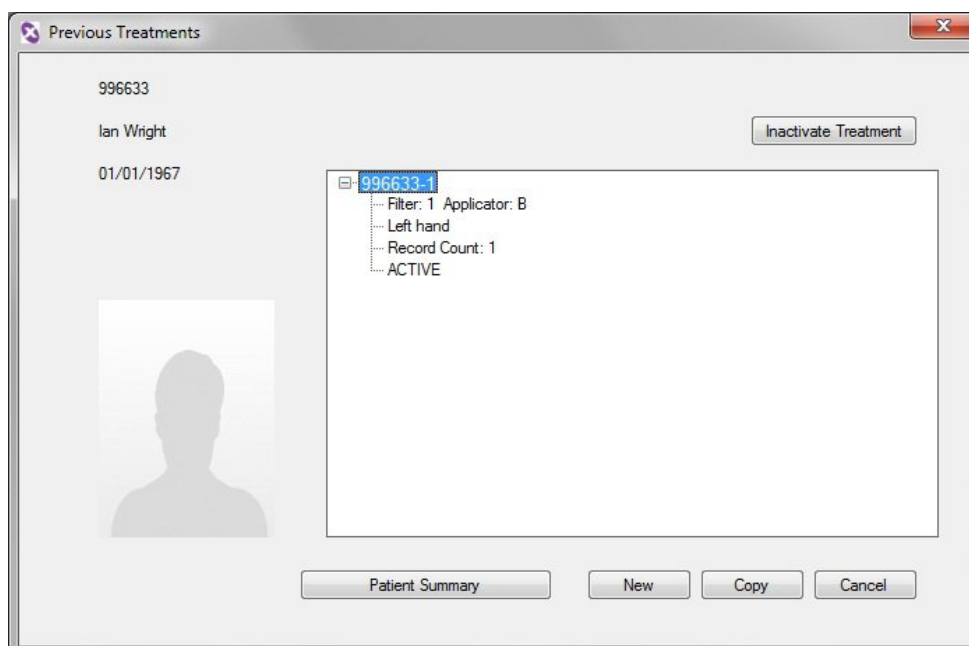 Previous Treatments
996633
Ian Wright
Inactivate Treatment
01/01/1967
996633-1
Filter: 1 Applicator: B
Left hand
Record Count: 1
ACTIVE
Patient Summary
New
Copy
Cancel